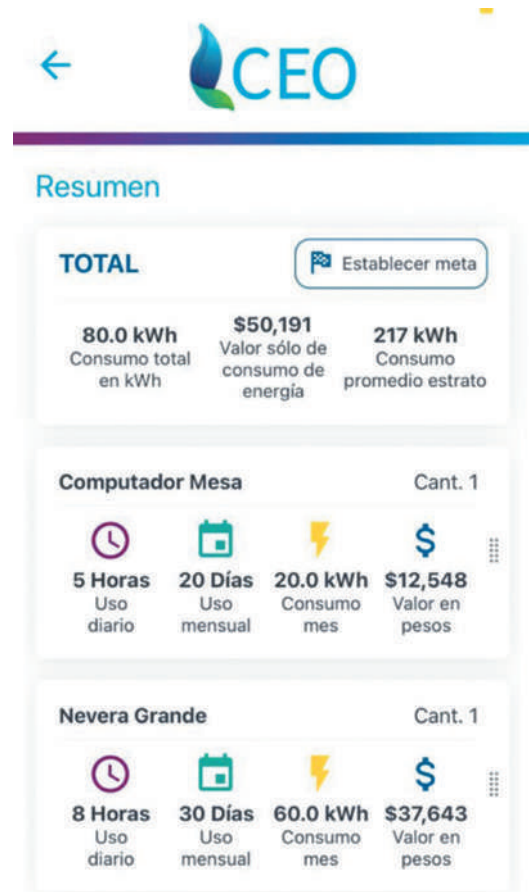 CEO
Resumen
TOTAL
Establecer meta
80.0 kWh
Consumo total
en kWh
$50,191
Valor sólo de
consumo de
energía
217 kWh
Consumo
promedio estrato
Computador Mesa Cant. 1
5 Horas
Uso
diario
20 Días
Uso
mensual
20.0 kWh
Consumo
mes
$12,548
Valor en
pesos
Nevera Grande Cant. 1
8 Horas
Uso
diario
30 Días
Uso
mensual
60.0 kWh
Consumo
mes
$37,643
Valor en
pesos